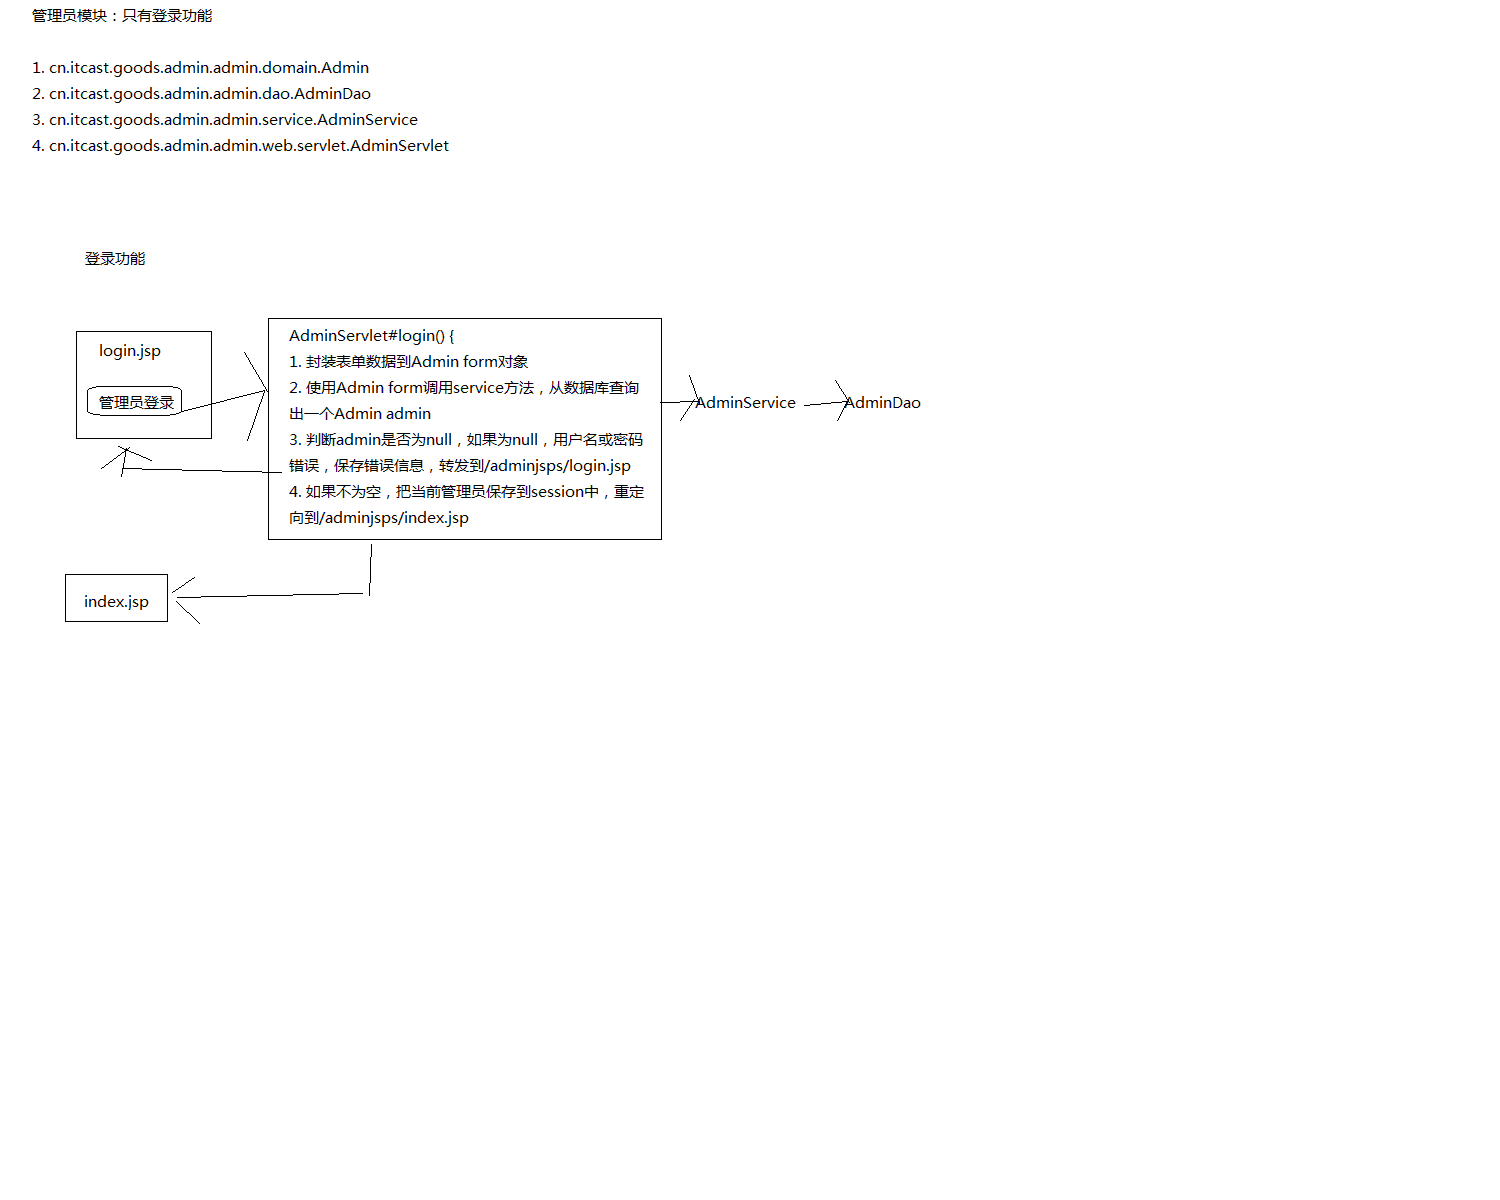 管理员模块：只有登录功能
1. cn.itcast.goods.admin.admin.domain.Admin
2. cn.itcast.goods.admin.admin.dao.AdminDao
3. cn.itcast.goods.admin.admin.service.AdminService
4. cn.itcast.goods.admin.admin.web.servlet.AdminServlet
登录功能
login.jsp
管理员登录
AdminServlet#login() {
1. 封装表单数据到Admin form对象
2. 使用Admin form调用service方法，从数据库查询
出一个Admin admin
3. 判断admin是否为null，如果为null，用户名或密码
错误，保存错误信息，转发到/adminjsps/login.jsp
4. 如果不为空，把当前管理员保存到session中，重定
向到/adminjsps/index.jsp
AdminService
AdminDao
index.jsp